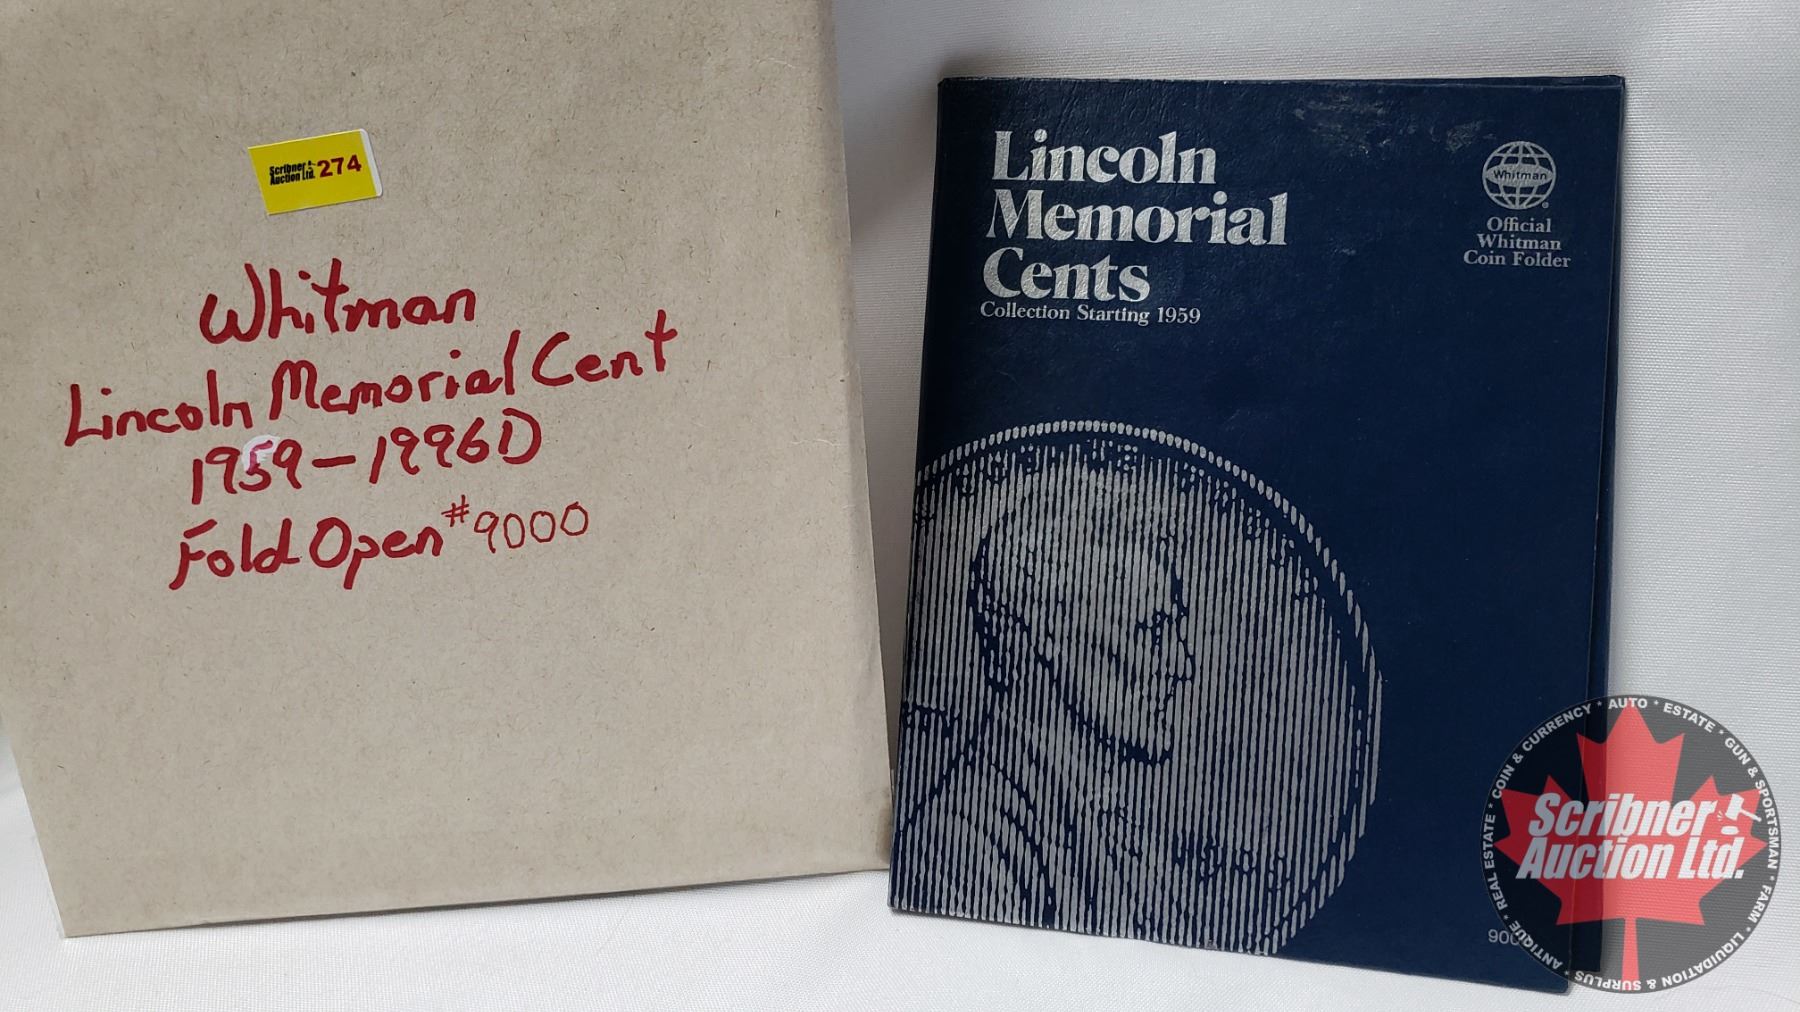 Scribner
Auction Ltd. 274
Whitman
Lincoln Memorial Cent
1959-1996D
Fold Open #9000
Lincoln
Memorial
Cents
Collection Starting 1959
Whitman
®
Official
Whitman
Coin Folder
900
Scribner
Auction Ltd.
ANTIQUE * REAL ESTATE * COIN & CURRENCY * AUTO * ESTATE * GUN & SPORTSMAN * FARM * LIQUIDATION & SURPLUS *